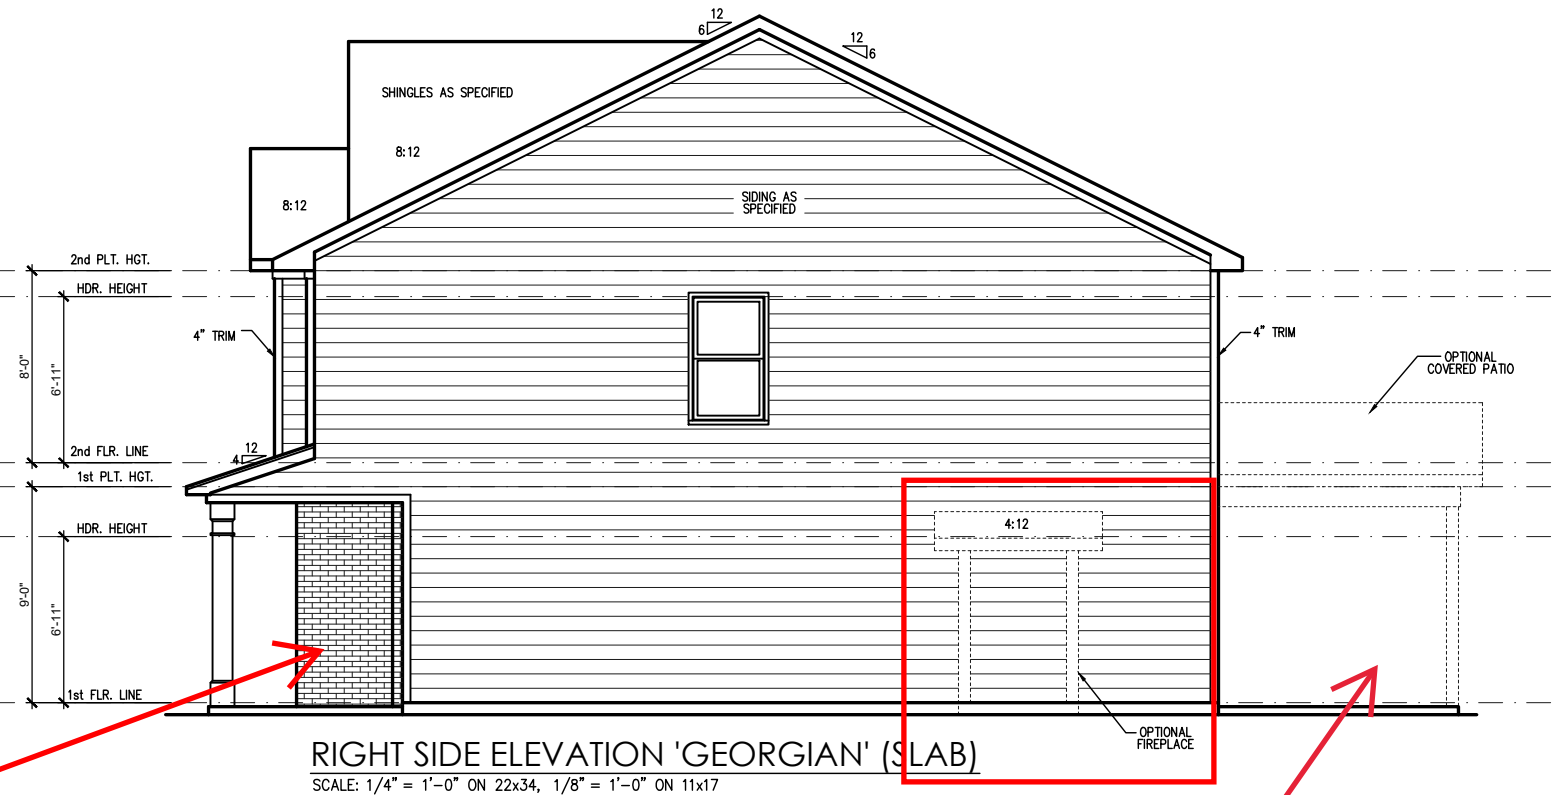 12
6
12
6
SHINGLES AS SPECIFIED
8:12
8:12
SIDING AS
SPECIFIED
2nd PLT. HGT.
HDR. HEIGHT
4" TRIM
4" TRIM
8'-0"
6'-11"
OPTIONAL
COVERED PATIO
2nd FLR. LINE
12
4
1st PLT. HGT.
HDR. HEIGHT
4:12
9'-0"
6'-11"
1st FLR. LINE
OPTIONAL
FIREPLACE
RIGHT SIDE ELEVATION 'GEORGIAN' (SLAB)
SCALE: 1/4" = 1'-0" ON 22x34, 1/8" = 1'-0" ON 11x17